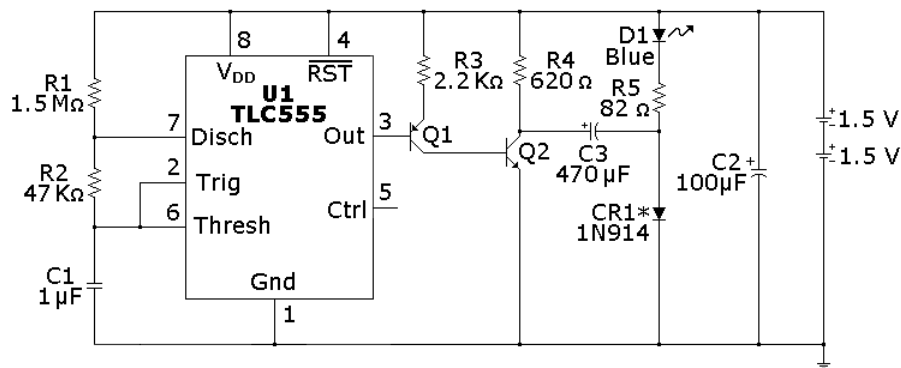 8
4
V_DD
RST
U1
TLC555
R1
1.5 MΩ
7
Disch
Out
3
R2
47 KΩ
2
Trig
6
Thresh
Ctrl
5
C1
1 µF
Gnd
1
R3
2.2 KΩ
Q1
R4
620 Ω
Q2
C3
470 µF
+
D1
Blue
R5
82 Ω
CR1*
1N914
C2
+
100µF
+
-
1.5 V
+
-
1.5 V